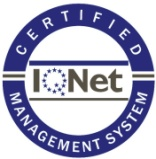 CERTIFIED
IQNet
MANAGEMENT SYSTEM